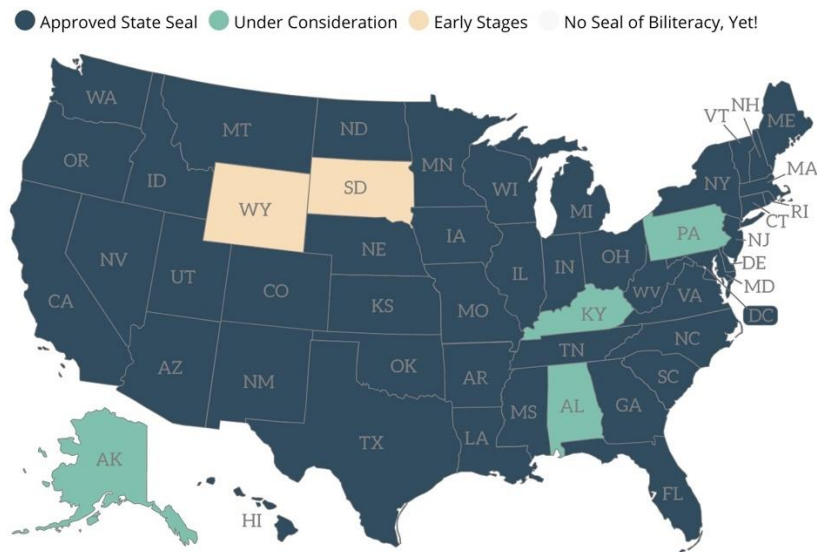 Approved State Seal Under Consideration Early Stages No Seal of Biliteracy, Yet!
WA
MT
ND
MN
VT
NH
ME
OR
ID
WY
SD
WI
MI
NY
MA
RI
CT
NV
UT
CO
NE
IA
IL
IN
OH
PA
NJ
DE
MD
DC
CA
KS
MO
KY
WV
VA
AZ
NM
OK
AR
TN
NC
SC
TX
LA
MS
AL
GA
FL
AK
HI